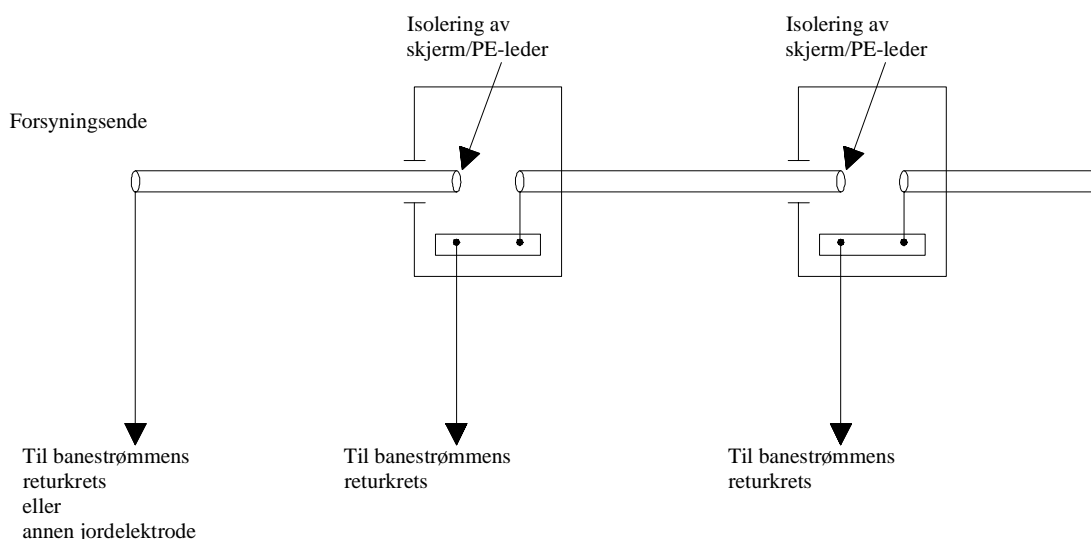 Isolering av
skjerm/PE-leder
Isolering av
skjerm/PE-leder
Forsyningsende
Til banestrømmens
returkrets
eller
annen jordelektrode
Til banestrømmens
returkrets
Til banestrømmens
returkrets